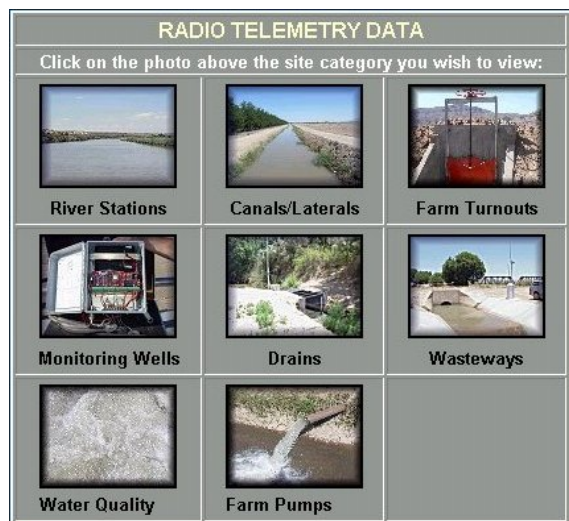 RADIO TELEMETRY DATA
Click on the photo above the site category you wish to view:
River Stations
Canals/Laterals
Farm Turnouts
Monitoring Wells
Drains
Wasteways
Water Quality
Farm Pumps